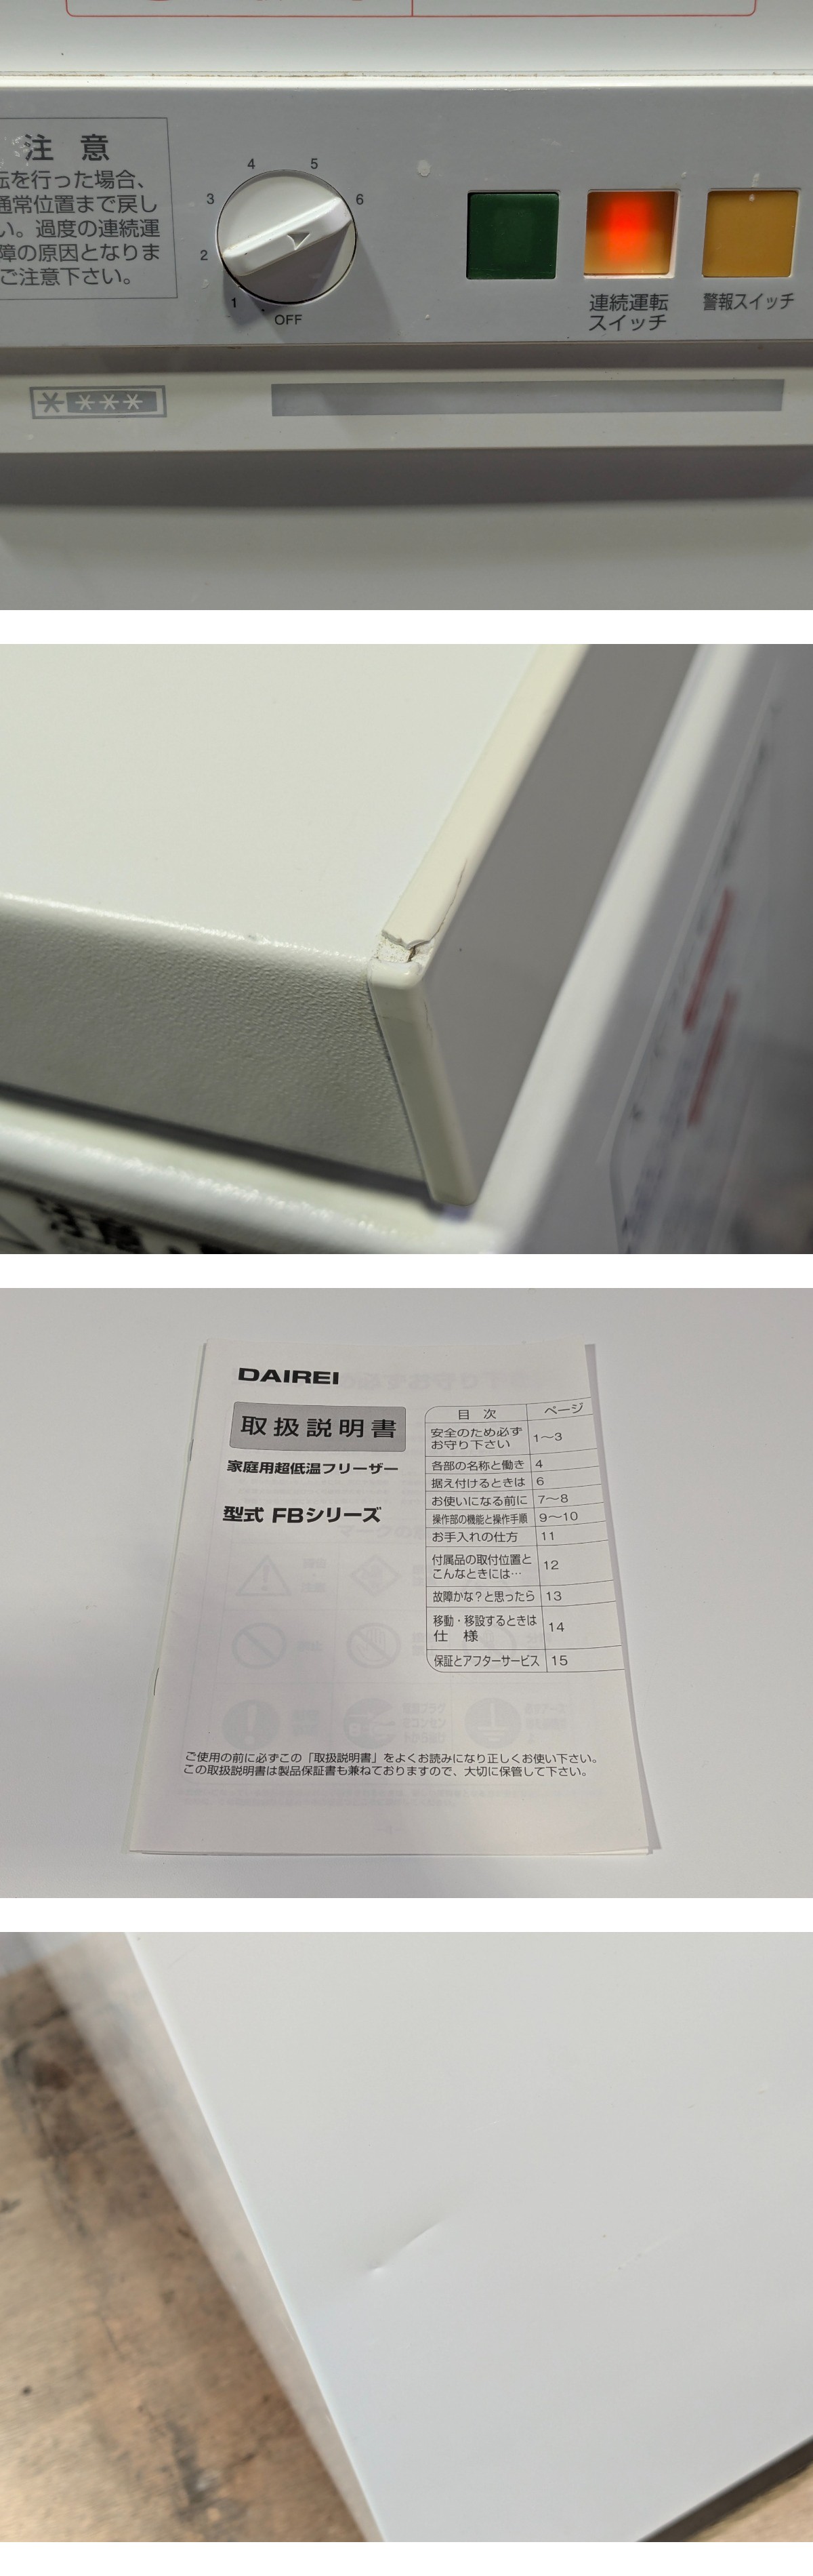 注 意
転を行った場合、
通常位置まで戻し
い。過度の連続運
障の原因となりま
ご注意下さい。
4
5
3
6
2
1
OFF
連続運転
スイッチ
警報スイッチ
DAIREI
取扱説明書
家庭用超低温フリーザー
型式 FBシリーズ
目 次 ページ
安全のため必ず
お守り下さい 1〜3
各部の名称と働き 4
据え付けるときは 6
お使いになる前に 7〜8
操作部の機能と操作手順 9〜10
お手入れの仕方 11
付属品の取付位置と
こんなときには… 12
故障かな？と思ったら 13
移動・移設するときは
仕 様 14
保証とアフターサービス 15
ご使用の前に必ずこの「取扱説明書」をよくお読みになり正しくお使い下さい。
この取扱説明書は製品保証書も兼ねておりますので、大切に保管して下さい。